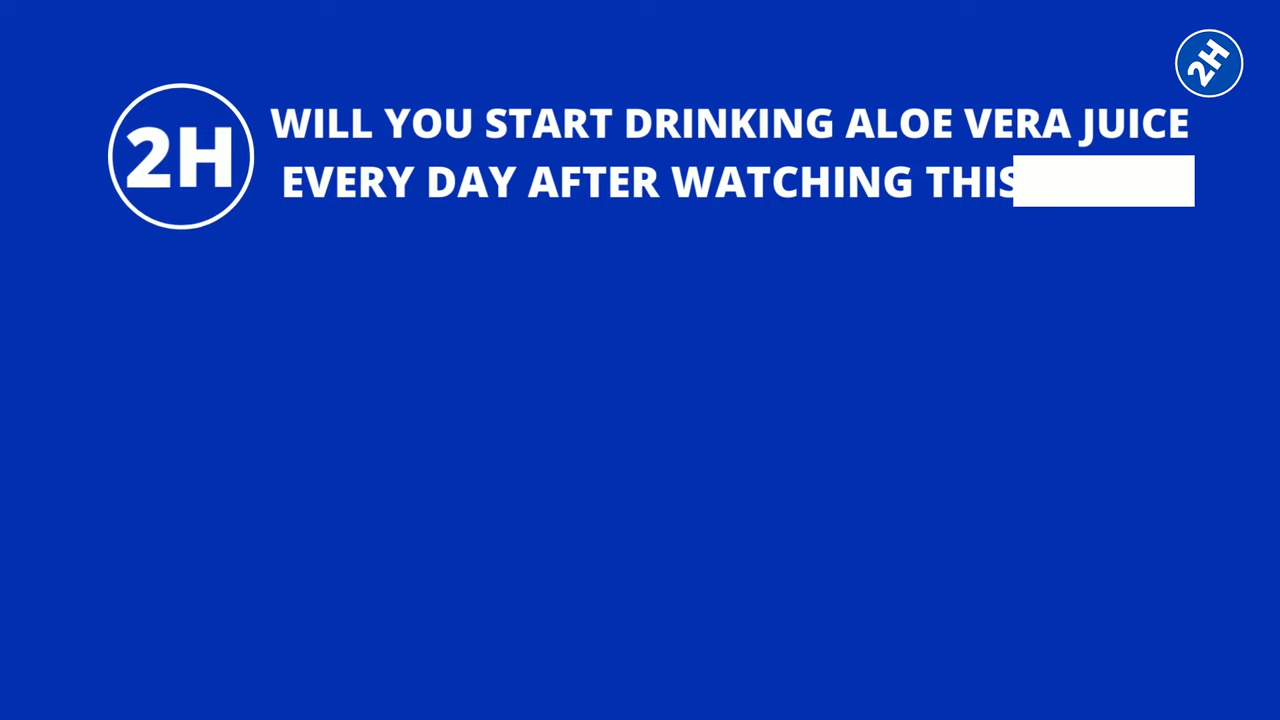 2H
2H
WILL YOU START DRINKING ALOE VERA JUICE
EVERY DAY AFTER WATCHING THIS